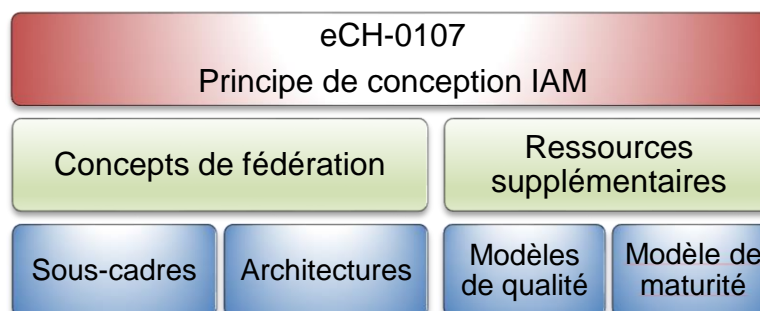 eCH-0107
Principe de conception IAM
Concepts de fédération
Ressources
supplémentaires
Sous-cadres
Architectures
Modèles
de qualité
Modèle de
maturité